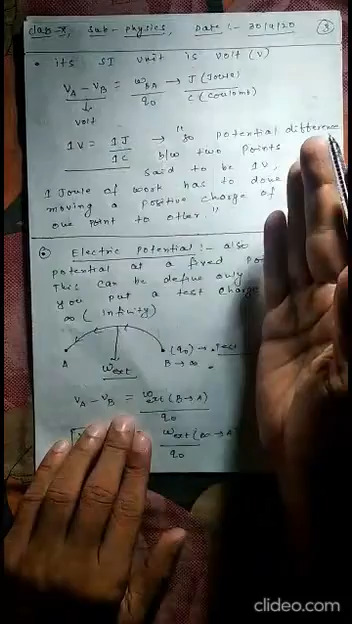 class-X, Sub-physics, Date:- 30/4/20 (3)
• its SI unit is volt (V)
VA - VB = WBA/q0 → J (Joule)/C (Coulomb)
volt
1V = 1J/1C → "so potential difference
b/w two points
said to be 1V,
1 Joule of work has to done
moving a positive charge of
one point to other"
Electric Potential :- also
potential at a fixed
This can be define only
you put a test charge
∞ (infinity)
(q0) → Test
A Wext B → ∞
VA - VB = Wext (B→A)/q0
Wext (∞→A)/q0
clideo.com